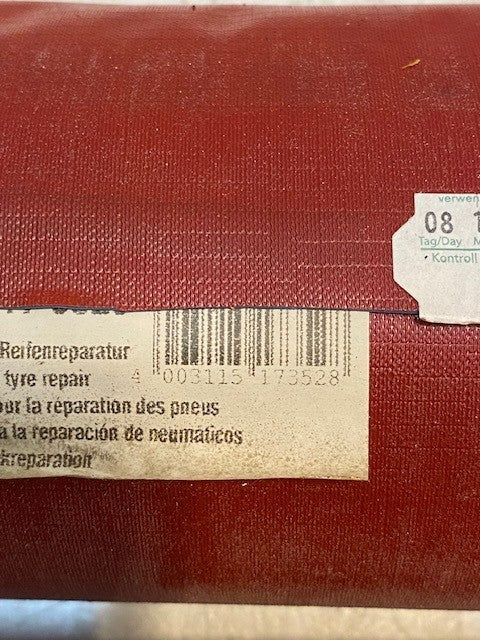 verwen
08 1
Tag/Day M
Kontroll
Reifenreparatur
tyre repair
4 003115 173528
our la réparation des pneus
a la reparación de neumáticos
kreparation